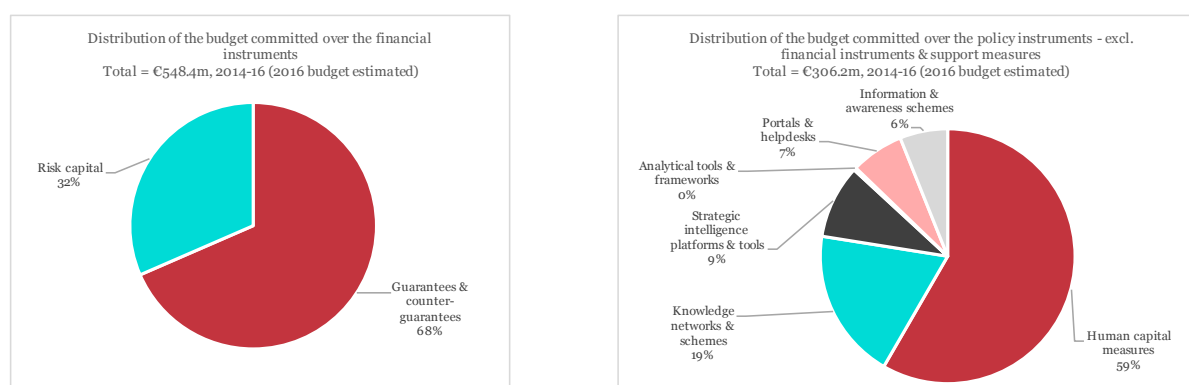 Distribution of the budget committed over the financial
instruments
Total = €548.4m, 2014-16 (2016 budget estimated)
Risk capital
32%
Guarantees &
counter-
guarantees
68%
Distribution of the budget committed over the policy instruments - excl.
financial instruments & support measures
Total = €306.2m, 2014-16 (2016 budget estimated)
Information &
awareness schemes
6%
Portals &
helpdesks
7%
Analytical tools &
frameworks
0%
Strategic
intelligence
platforms & tools
9%
Knowledge
networks &
schemes
19%
Human capital
measures
59%